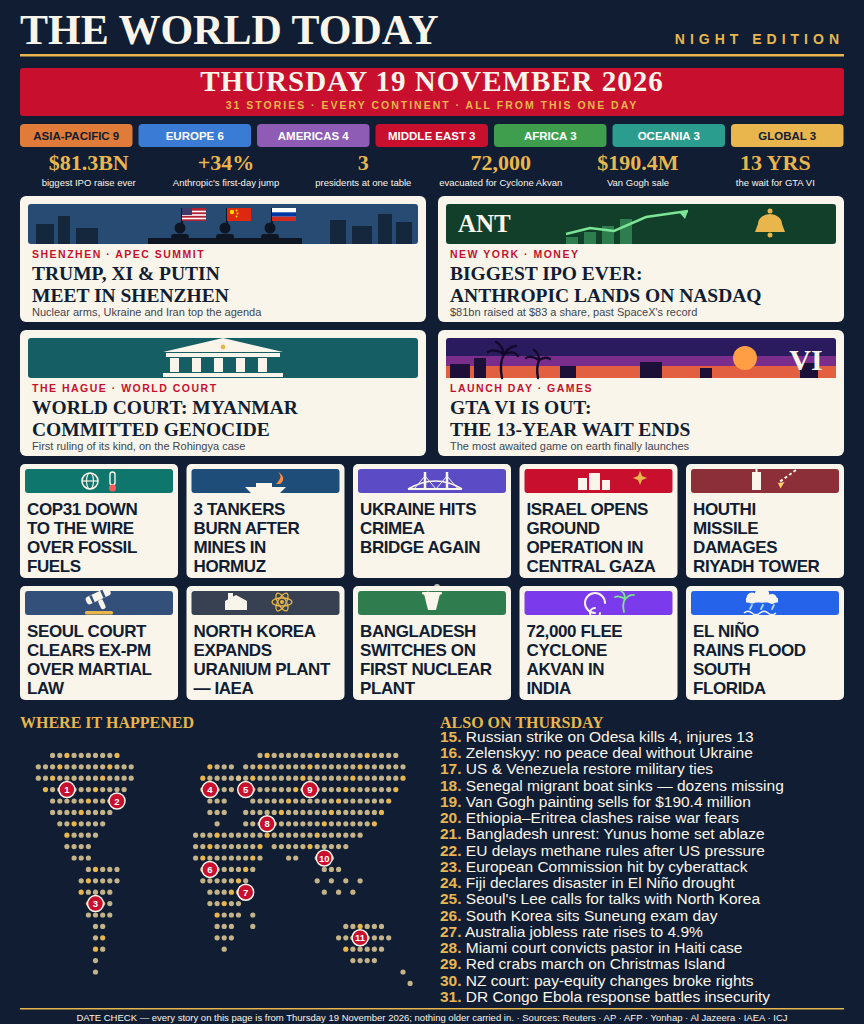 THE WORLD TODAY
NIGHT EDITION
THURSDAY 19 NOVEMBER 2026
31 STORIES · EVERY CONTINENT · ALL FROM THIS ONE DAY
ASIA-PACIFIC 9
EUROPE 6
AMERICAS 4
MIDDLE EAST 3
AFRICA 3
OCEANIA 3
GLOBAL 3
$81.3BN
biggest IPO raise ever
+34%
Anthropic's first-day jump
3
presidents at one table
72,000
evacuated for Cyclone Akvan
$190.4M
Van Gogh sale
13 YRS
the wait for GTA VI
SHENZHEN · APEC SUMMIT
TRUMP, XI & PUTIN
MEET IN SHENZHEN
Nuclear arms, Ukraine and Iran top the agenda
ANT
NEW YORK · MONEY
BIGGEST IPO EVER:
ANTHROPIC LANDS ON NASDAQ
$81bn raised at $83 a share, past SpaceX's record
THE HAGUE · WORLD COURT
WORLD COURT: MYANMAR
COMMITTED GENOCIDE
First ruling of its kind, on the Rohingya case
VI
LAUNCH DAY · GAMES
GTA VI IS OUT:
THE 13-YEAR WAIT ENDS
The most awaited game on earth finally launches
COP31 DOWN
TO THE WIRE
OVER FOSSIL
FUELS
3 TANKERS
BURN AFTER
MINES IN
HORMUZ
UKRAINE HITS
CRIMEA
BRIDGE AGAIN
ISRAEL OPENS
GROUND
OPERATION IN
CENTRAL GAZA
HOUTHI
MISSILE
DAMAGES
RIYADH TOWER
SEOUL COURT
CLEARS EX-PM
OVER MARTIAL
LAW
NORTH KOREA
EXPANDS
URANIUM PLANT
— IAEA
BANGLADESH
SWITCHES ON
FIRST NUCLEAR
PLANT
72,000 FLEE
CYCLONE
AKVAN IN
INDIA
EL NIÑO
RAINS FLOOD
SOUTH
FLORIDA
WHERE IT HAPPENED
1
2
3
4
5
6
7
8
9
10
11
ALSO ON THURSDAY
15. Russian strike on Odesa kills 4, injures 13
16. Zelenskyy: no peace deal without Ukraine
17. US & Venezuela restore military ties
18. Senegal migrant boat sinks — dozens missing
19. Van Gogh painting sells for $190.4 million
20. Ethiopia–Eritrea clashes raise war fears
21. Bangladesh unrest: Yunus home set ablaze
22. EU delays methane rules after US pressure
23. European Commission hit by cyberattack
24. Fiji declares disaster in El Niño drought
25. Seoul's Lee calls for talks with North Korea
26. South Korea sits Suneung exam day
27. Australia jobless rate rises to 4.9%
28. Miami court convicts pastor in Haiti case
29. Red crabs march on Christmas Island
30. NZ court: pay-equity changes broke rights
31. DR Congo Ebola response battles insecurity
DATE CHECK — every story on this page is from Thursday 19 November 2026; nothing older carried in. · Sources: Reuters · AP · AFP · Yonhap · Al Jazeera · IAEA · ICJ